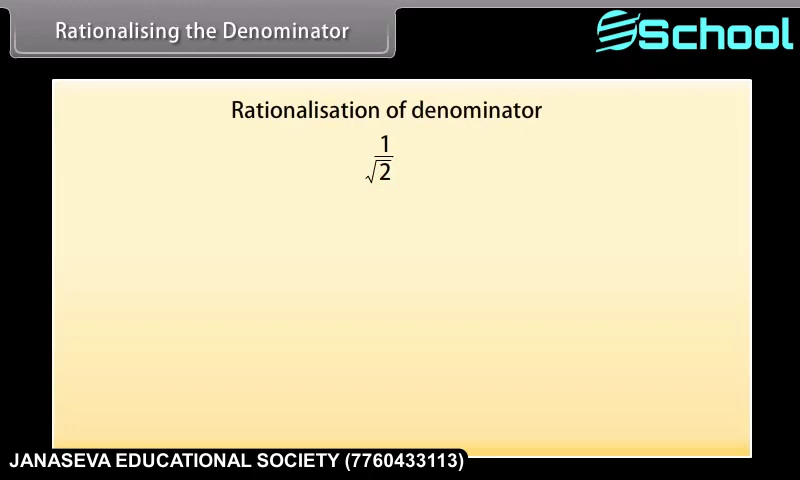 Rationalising the Denominator
School
Rationalisation of denominator
1
√2
JANASEVA EDUCATIONAL SOCIETY (7760433113)